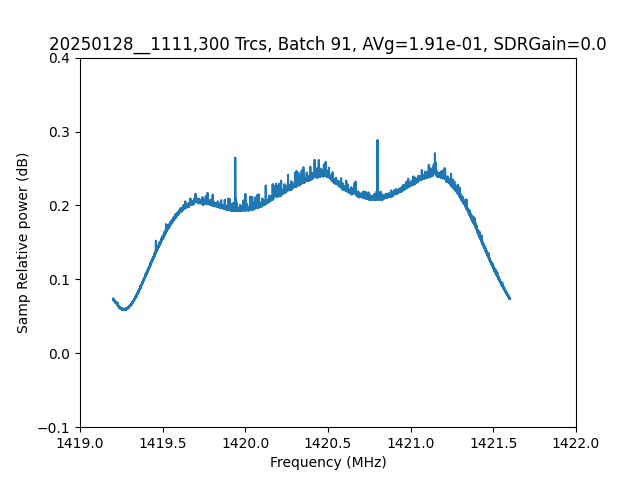 20250128__1111,300 Trcs, Batch 91, AVg=1.91e-01, SDRGain=0.0
0.4
0.3
0.2
0.1
0.0
−0.1
Samp Relative power (dB)
1419.0 1419.5 1420.0 1420.5 1421.0 1421.5 1422.0
Frequency (MHz)